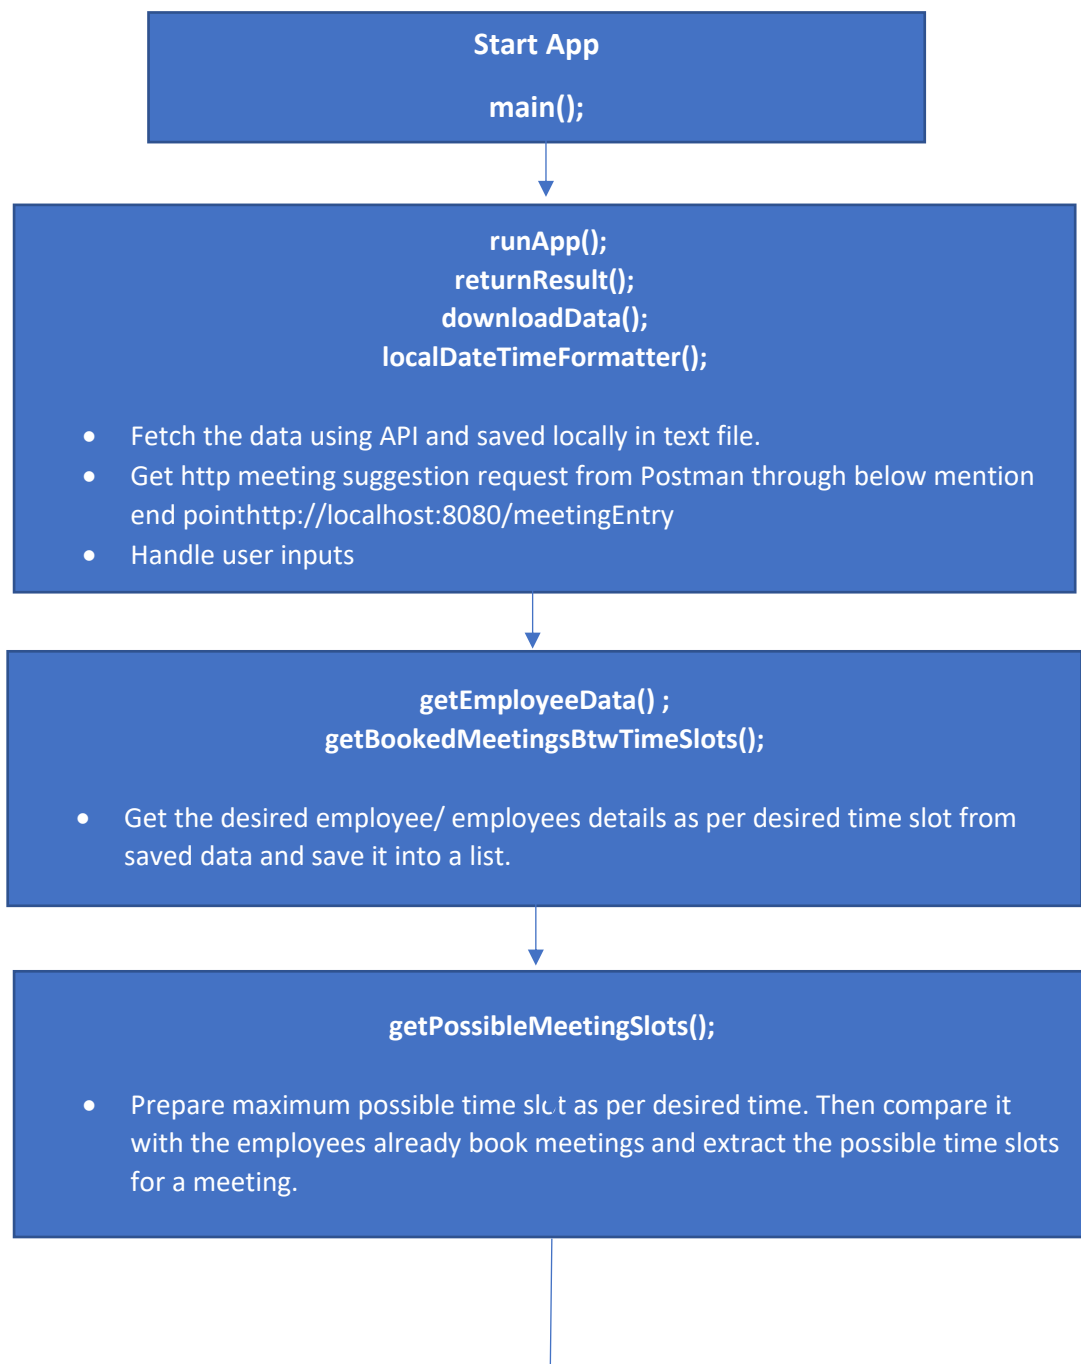 Start App
main();
runApp();
returnResult();
downloadData();
localDateTimeFormatter();
• Fetch the data using API and saved locally in text file.
• Get http meeting suggestion request from Postman through below mention
end pointhttp://localhost:8080/meetingEntry
• Handle user inputs
getEmployeeData() ;
getBookedMeetingsBtwTimeSlots();
• Get the desired employee/ employees details as per desired time slot from
saved data and save it into a list.
getPossibleMeetingSlots();
• Prepare maximum possible time slot as per desired time. Then compare it
with the employees already book meetings and extract the possible time slots
for a meeting.